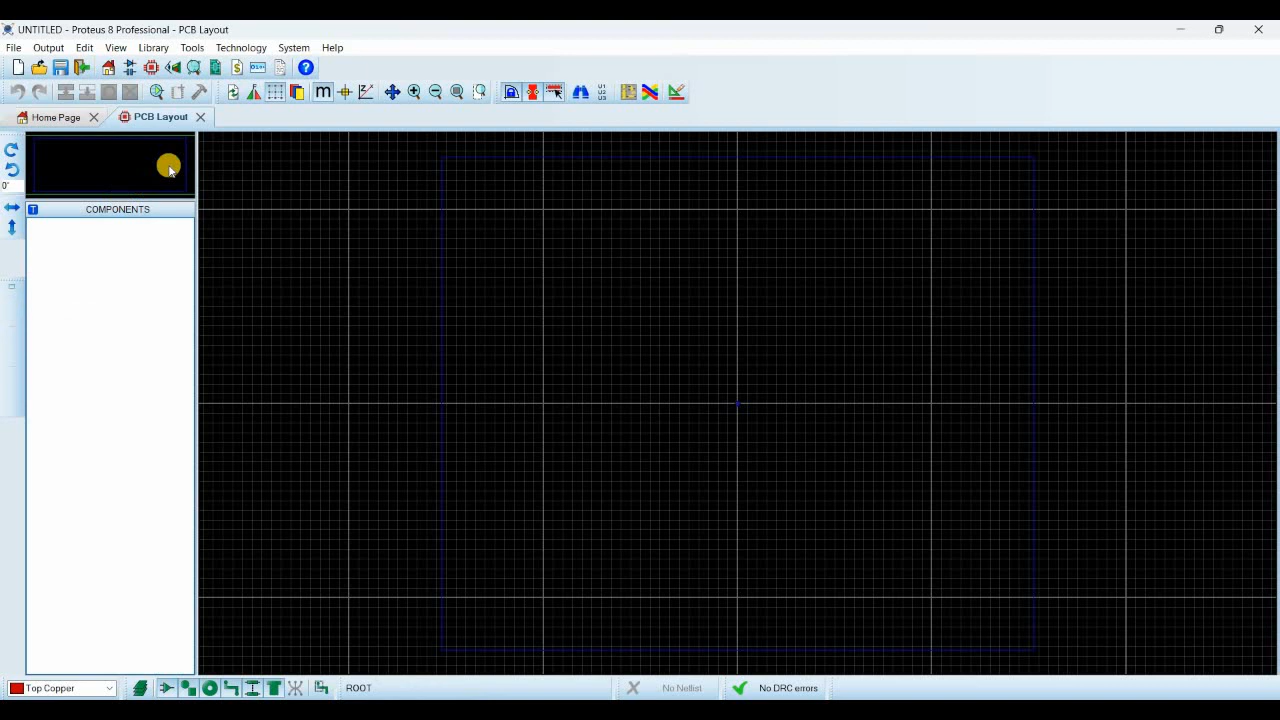 UNTITLED - Proteus 8 Professional - PCB Layout
File Output Edit View Library Tools Technology System Help
Home Page PCB Layout
0°
T COMPONENTS
Top Copper ROOT No Netlist No DRC errors